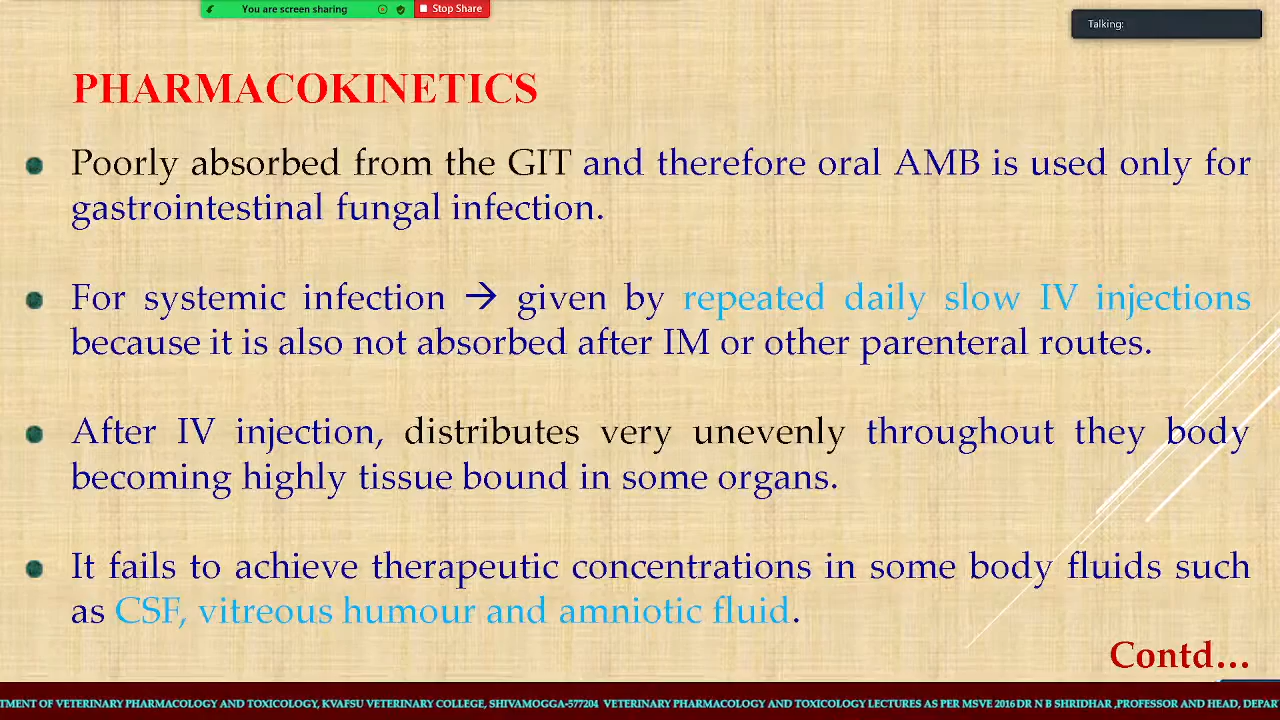 You are screen sharing
Stop Share
Talking:
PHARMACOKINETICS
Poorly absorbed from the GIT and therefore oral AMB is used only for
gastrointestinal fungal infection.
For systemic infection → given by repeated daily slow IV injections
because it is also not absorbed after IM or other parenteral routes.
After IV injection, distributes very unevenly throughout they body
becoming highly tissue bound in some organs.
It fails to achieve therapeutic concentrations in some body fluids such
as CSF, vitreous humour and amniotic fluid.
Contd...
TMENT OF VETERINARY PHARMACOLOGY AND TOXICOLOGY, KVAFSU VETERINARY COLLEGE, SHIVAMOGGA-577204 VETERINARY PHARMACOLOGY AND TOXICOLOGY LECTURES AS PER MSVE 2016 DR N B SHRIDHAR ,PROFESSOR AND HEAD, DEPAR